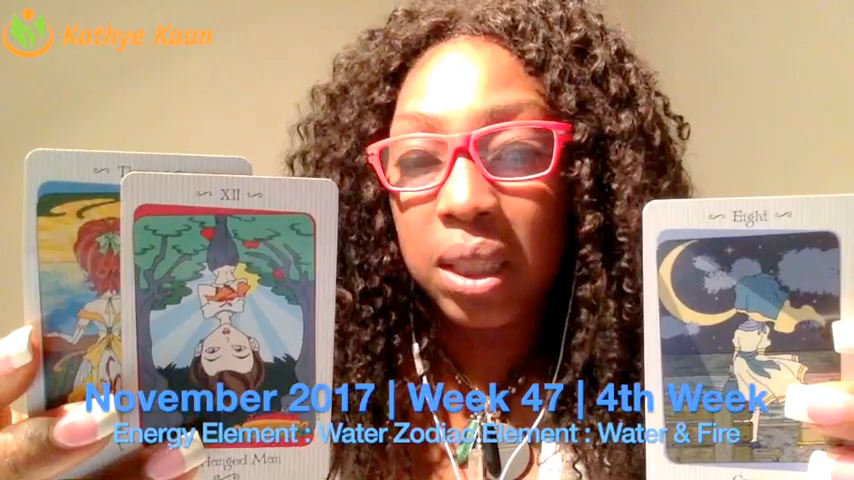 Kathye Kaan
Th
XII
Eight
November 2017 | Week 47 | 4th Week
Energy Element : Water Zodiac Element : Water & Fire
Hanged Man